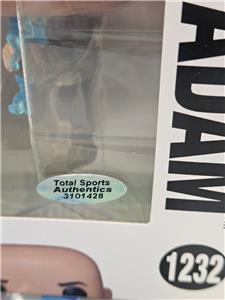 ADAM
Total Sports
Authentics
3101428
1232